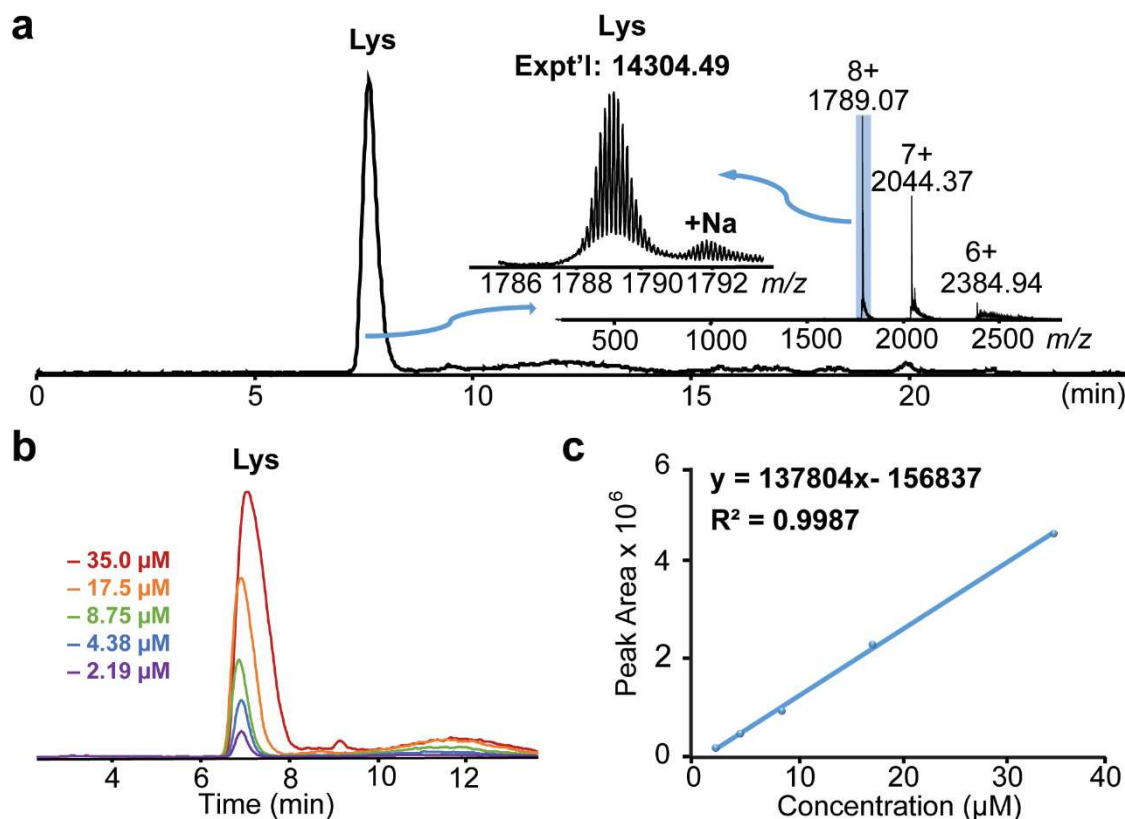 a
Lys
Lys
Expt'l: 14304.49
8+
1789.07
7+
2044.37
+Na
6+
2384.94
1786 1788 1790 1792 m/z
500 1000 1500 2000 2500 m/z
0 5 10 15 20 (min)
b
Lys
– 35.0 µM
– 17.5 µM
– 8.75 µM
– 4.38 µM
– 2.19 µM
4 6 8 10 12
Time (min)
c
y = 137804x- 156837
R² = 0.9987
Peak Area x 10⁶
6
4
2
0
0 10 20 30 40
Concentration (µM)